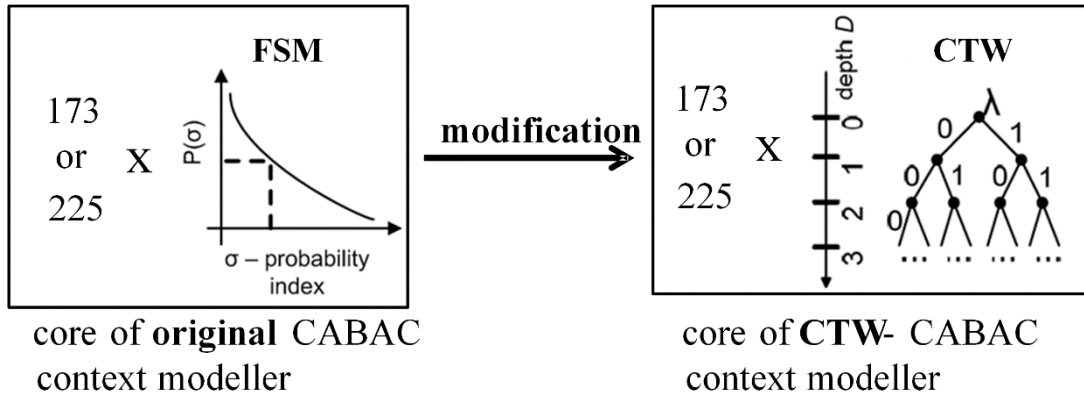 FSM
173
or
225
X
P(σ)
σ – probability
index
modification
CTW
173
or
225
X
depth D
0
1
2
3
λ
0 1
0 1 0 1
0
... ... ... ...
core of original CABAC
context modeller
core of CTW- CABAC
context modeller